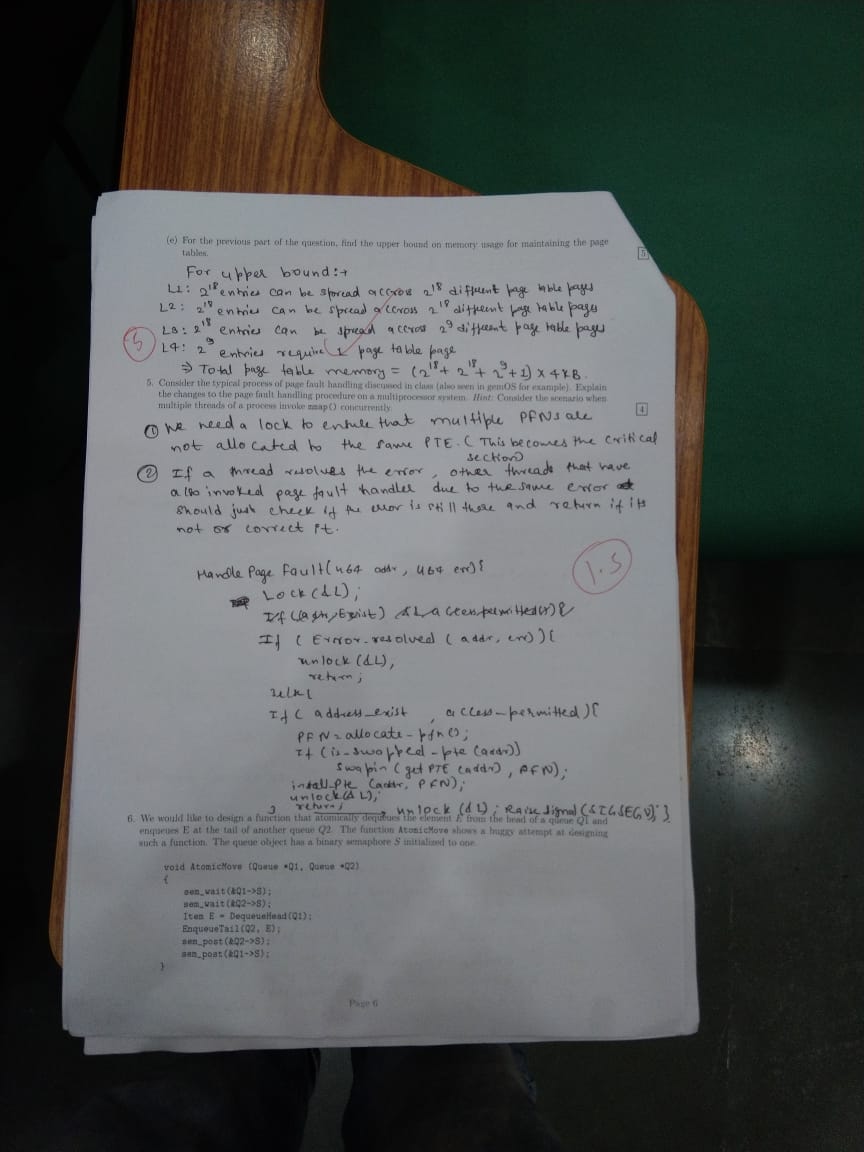 (e) For the previous part of the question, find the upper bound on memory usage for maintaining the page
tables.
5
For upper bound:→
L1: 2^18 entries can be spread accross 2^18 different page table pages
L2: 2^18 entries can be spread accross 2^18 different page table pages
L3: 2^18 entries can be spread accross 2^9 different page table pages
5
L4: 2^9 entries require 1 page table page
⇒ Total page table memory = (2^18 + 2^18 + 2^9 + 1) x 4KB.
5. Consider the typical process of page fault handling discussed in class (also seen in gemOS for example). Explain
the changes to the page fault handling procedure on a multiprocessor system. Hint: Consider the scenario when
multiple threads of a process invoke mmap() concurrently.
4
① We need a lock to ensure that multiple PFNs are
not allocated to the same PTE. (This becomes the critical
section)
② If a thread resolves the error, other threads that have
also invoked page fault handler due to the same error
should just check if the error is still there and return if its
not or correct it.
1.5
Handle Page Fault(u64 addr, u64 err){
Lock(&L);
If (Error-resolved (addr, err)){
unlock(&L);
return;
}else{
If (address_exist, access-permitted){
PFN = allocate-pfn();
If (is-swapped-pte(addr))
swapin(get PTE(addr), PFN);
install-pte(addr, PFN);
unlock(&L);
return;
} unlock(&L); Raise Signal(SIGSEGV); }
6. We would like to design a function that atomically dequeues the element E from the head of a queue Q1 and
enqueues E at the tail of another queue Q2. The function AtomicMove shows a buggy attempt at designing
such a function. The queue object has a binary semaphore S initialized to one.
void AtomicMove (Queue *Q1, Queue *Q2)
{
sem_wait(&Q1->S);
sem_wait(&Q2->S);
Item E = DequeueHead(Q1);
EnqueueTail(Q2, E);
sem_post(&Q2->S);
sem_post(&Q1->S);
}
Page 6